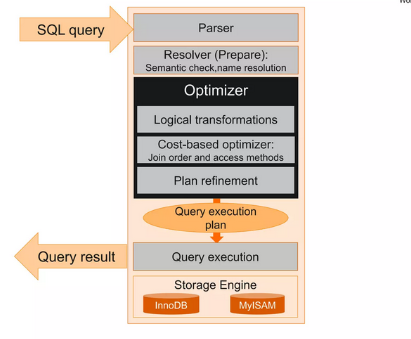 SQL query
Parser
Resolver (Prepare):
Semantic check,name resolution
Optimizer
Logical transformations
Cost-based optimizer:
Join order and access methods
Plan refinement
Query execution
plan
Query result
Query execution
Storage Engine
InnoDB
MyISAM